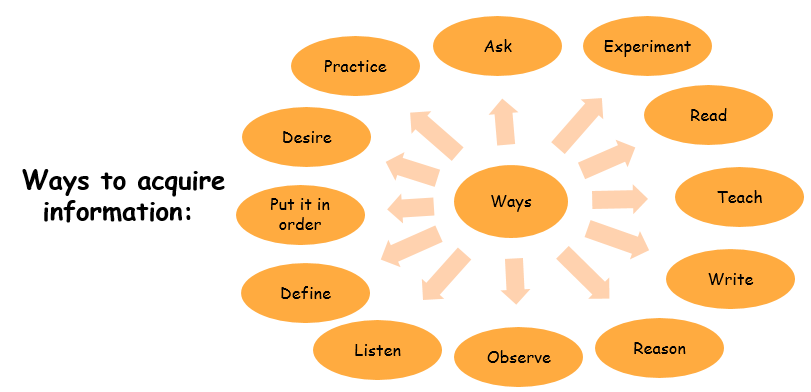 Ways to acquire
information:
Ways
Ask
Experiment
Read
Teach
Write
Reason
Observe
Listen
Define
Put it in
order
Desire
Practice